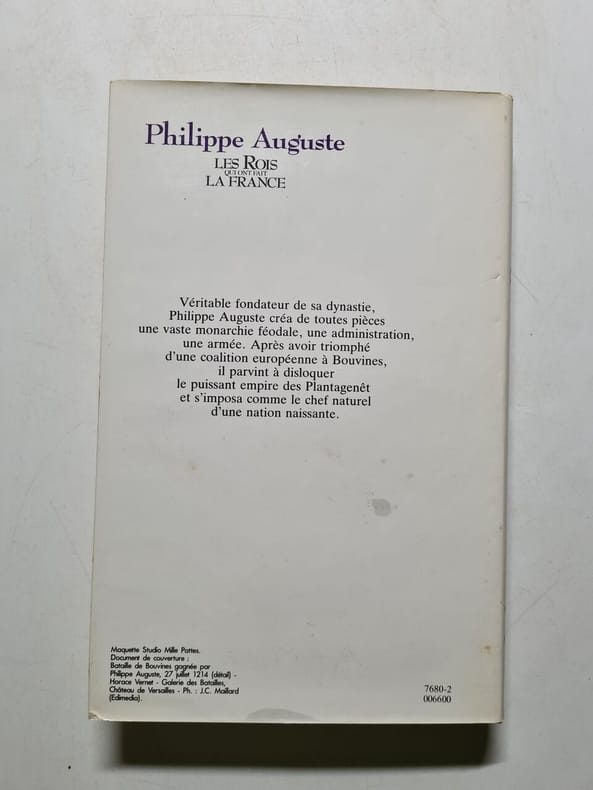 Philippe Auguste
LES ROIS
QUI ONT FAIT
LA FRANCE
Véritable fondateur de sa dynastie,
Philippe Auguste créa de toutes pièces
une vaste monarchie féodale, une administration,
une armée. Après avoir triomphé
d'une coalition européenne à Bouvines,
il parvint à disloquer
le puissant empire des Plantagenêt
et s'imposa comme le chef naturel
d'une nation naissante.
Maquette Studio Mille Pattes.
Document de couverture :
Bataille de Bouvines gagnée par
Philippe Auguste, 27 juillet 1214 (détail) -
Horace Vernet - Galerie des Batailles,
Château de Versailles - Ph. : J.C. Maillard
(Edimedia).
7680-2
006600